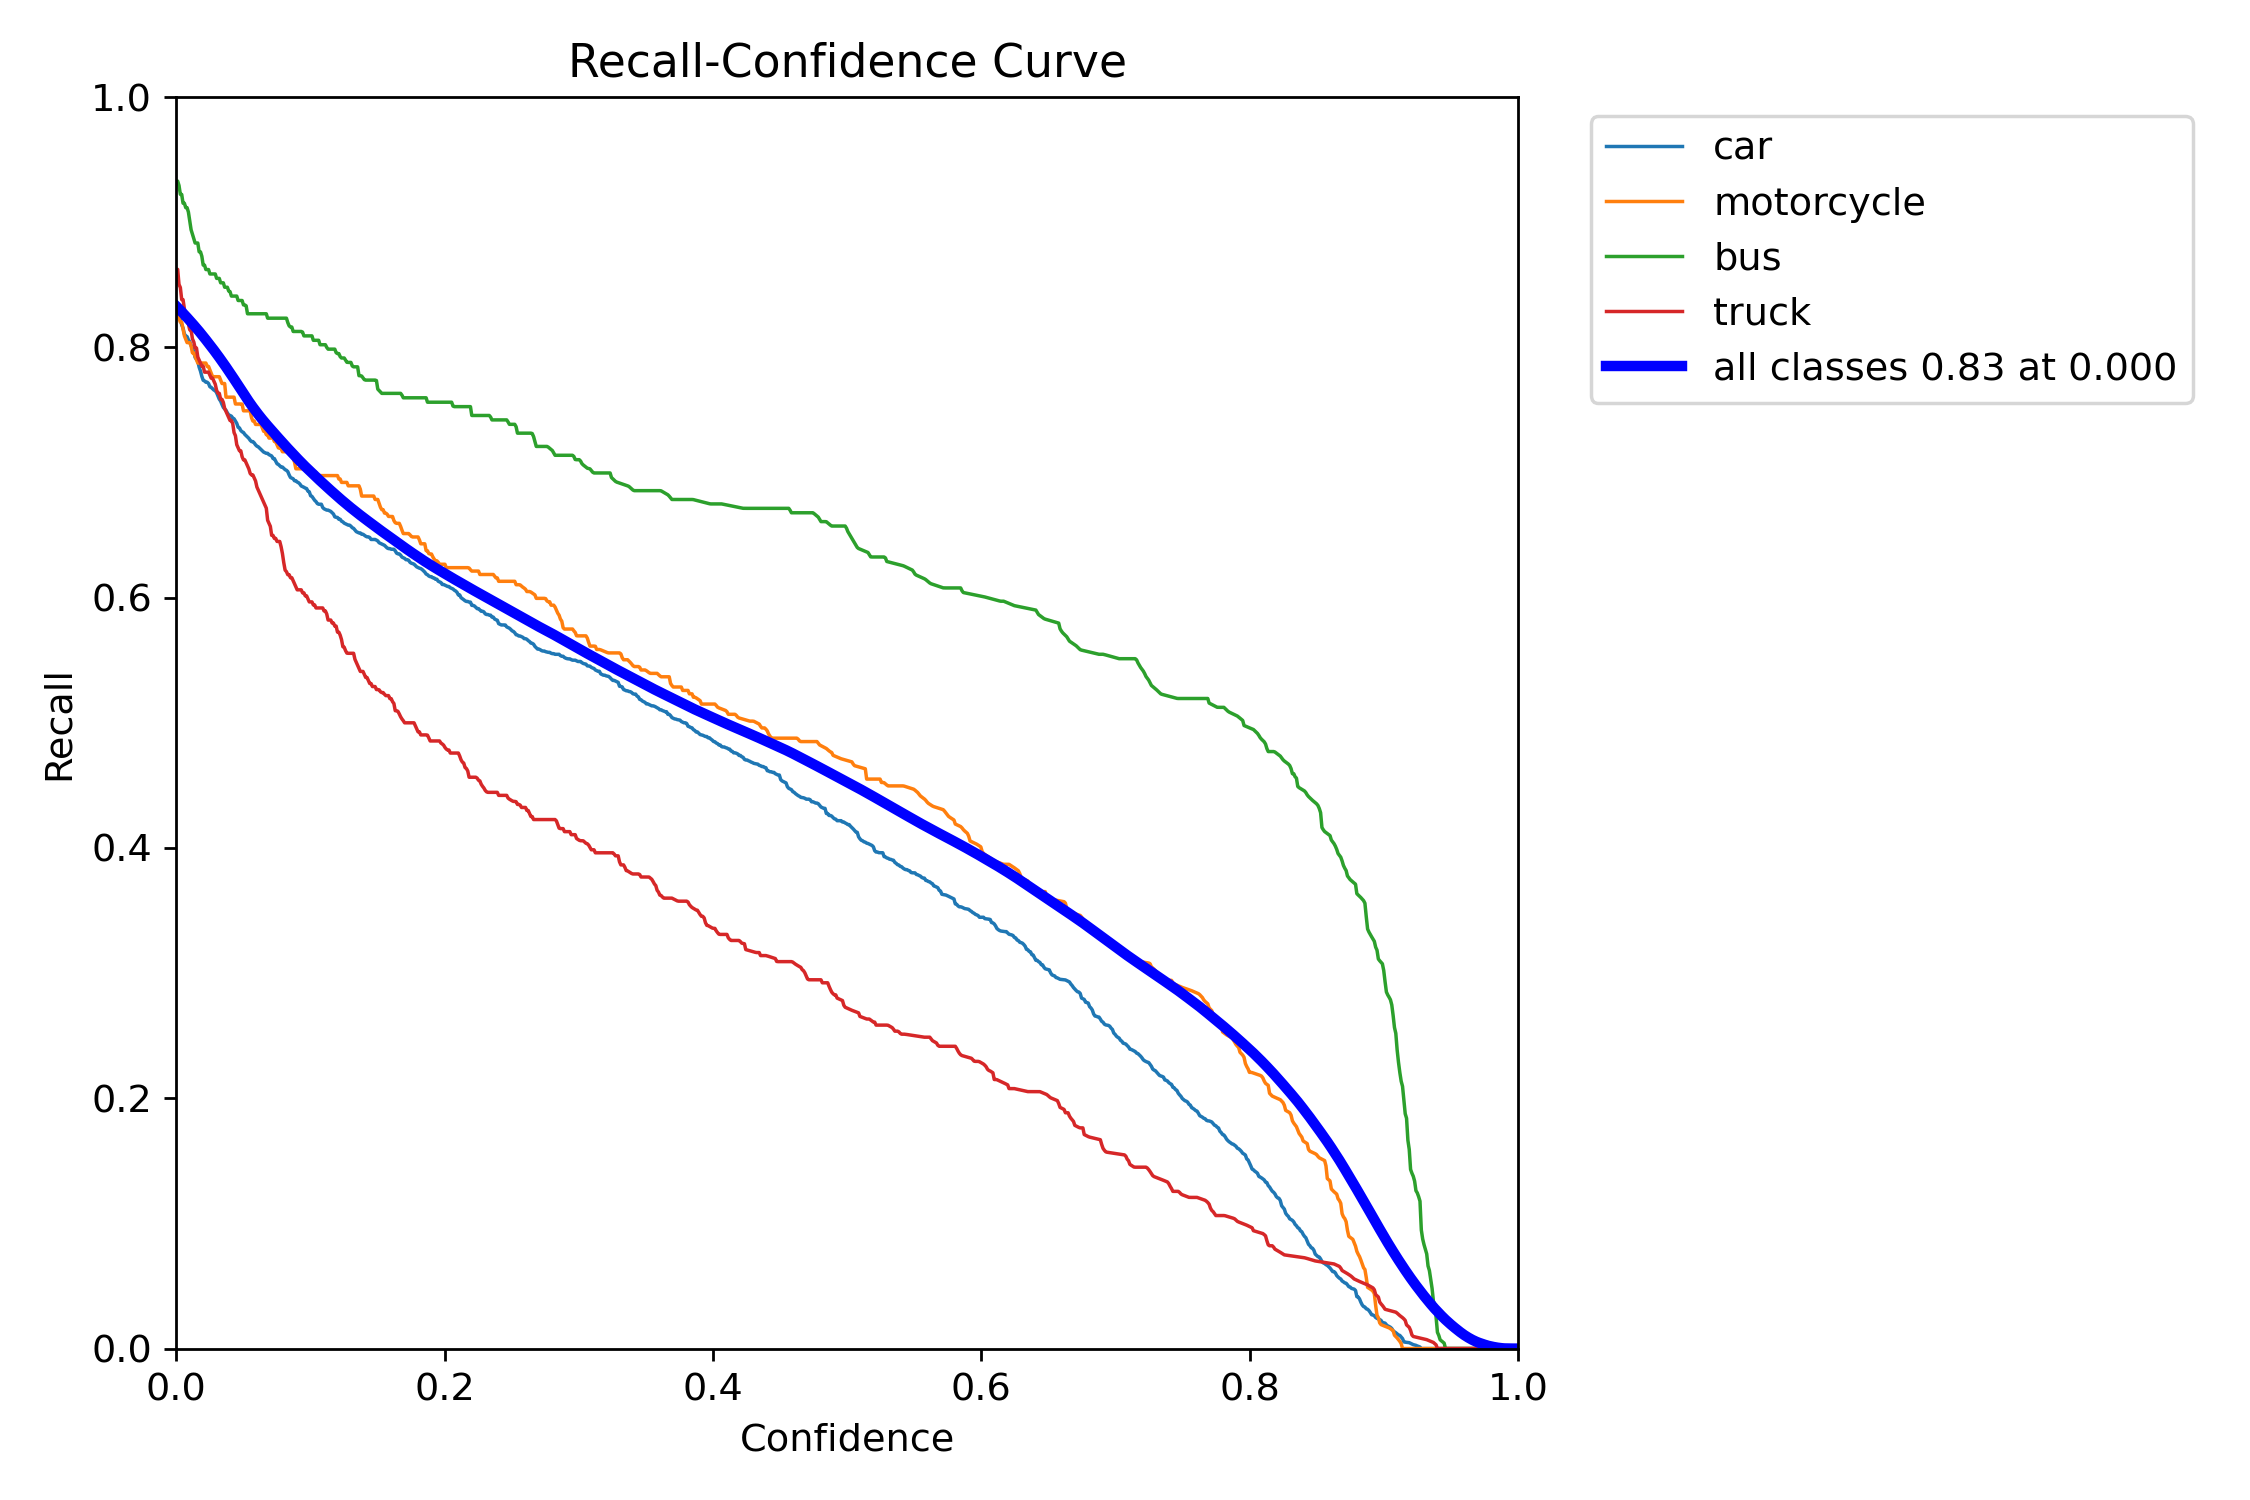 Recall-Confidence Curve
1.0
0.8
0.6
0.4
0.2
0.0
Recall
0.0 0.2 0.4 0.6 0.8 1.0
Confidence
car
motorcycle
bus
truck
all classes 0.83 at 0.000